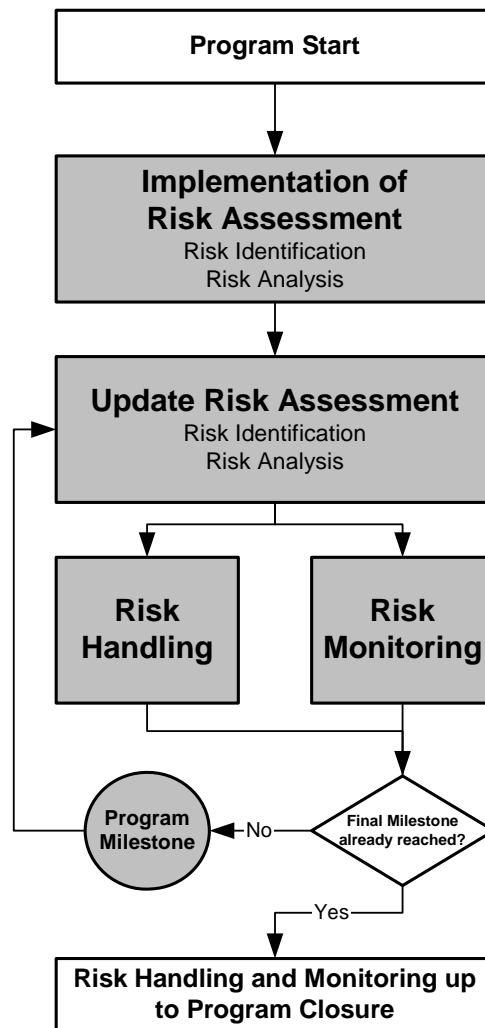 Program Start
Implementation of
Risk Assessment
Risk Identification
Risk Analysis
Update Risk Assessment
Risk Identification
Risk Analysis
Risk
Handling
Risk
Monitoring
Program
Milestone
No
Final Milestone
already reached?
Yes
Risk Handling and Monitoring up
to Program Closure